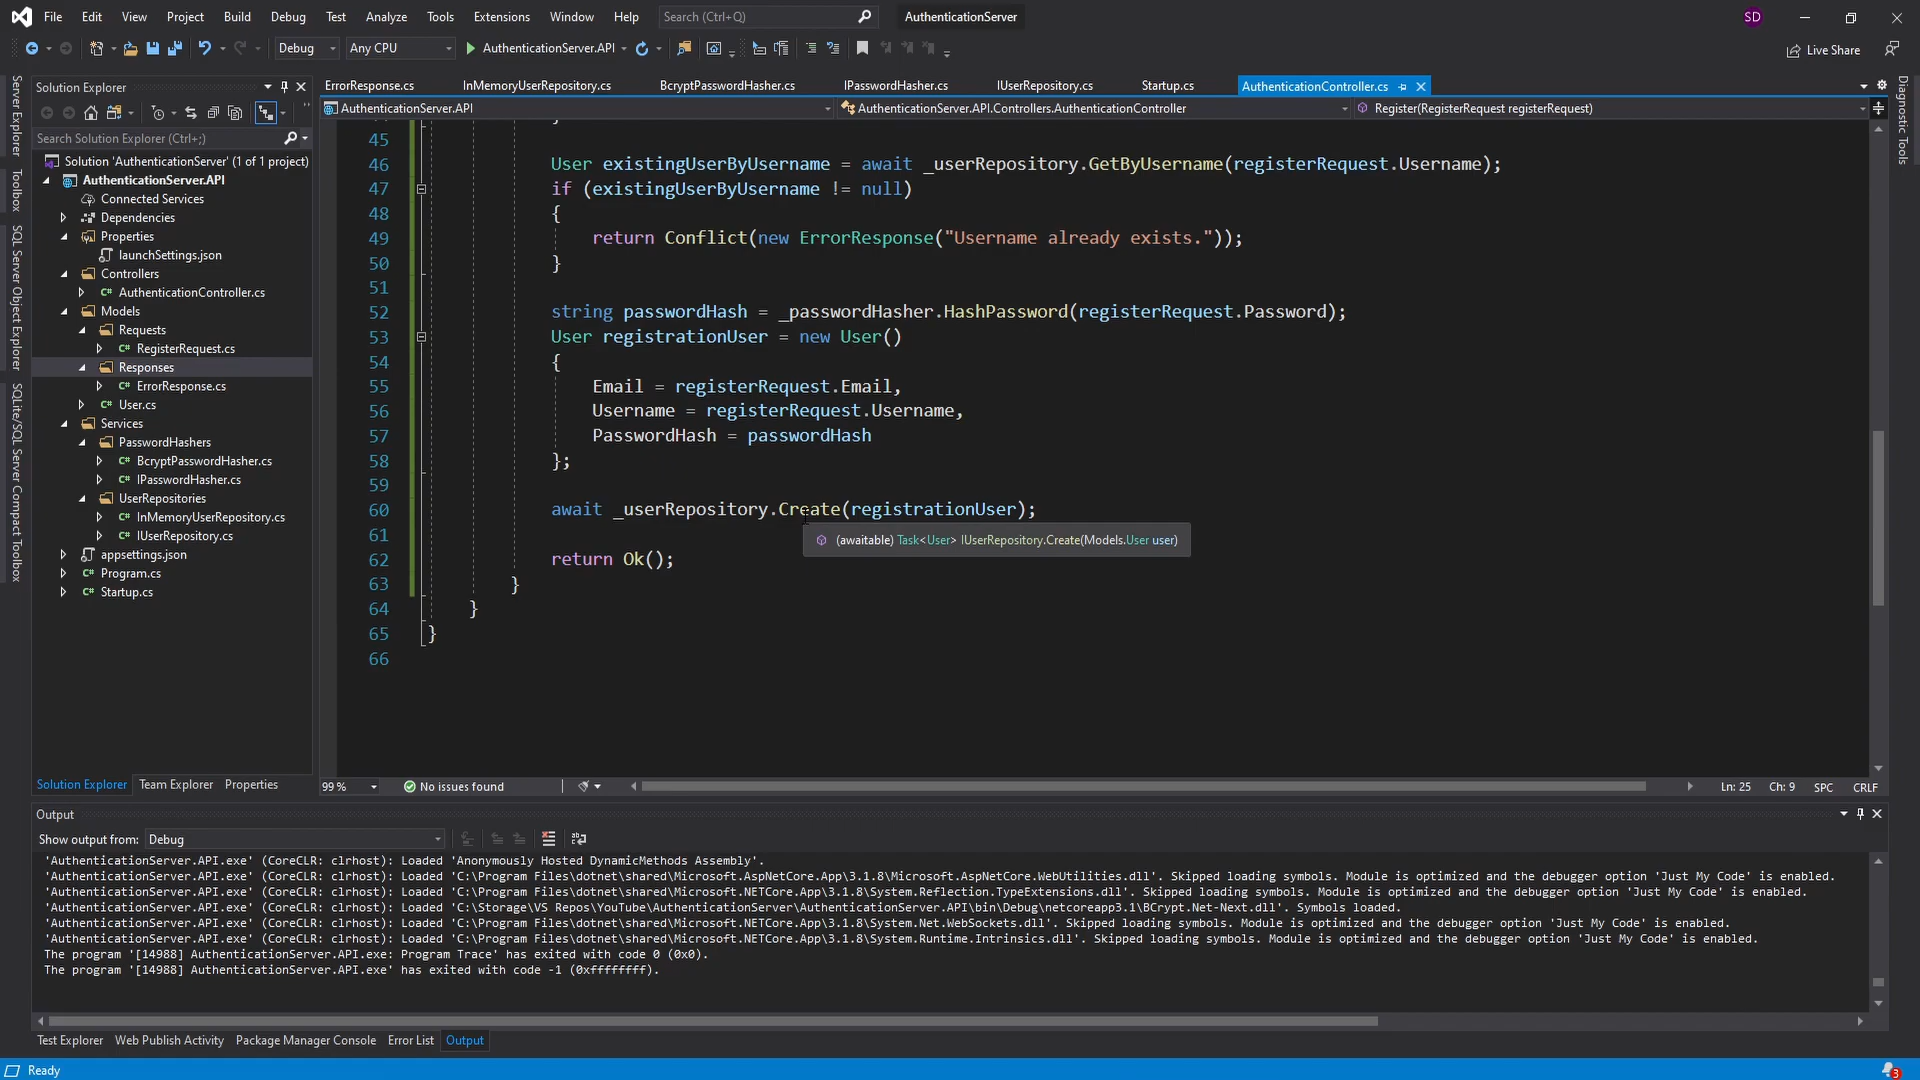 File Edit View Project Build Debug Test Analyze Tools Extensions Window Help Search (Ctrl+Q) AuthenticationServer SD
Debug Any CPU AuthenticationServer.API Live Share
Server Explorer
Toolbox
SQL Server Object Explorer
SQLite/SQL Server Compact Toolbox
Solution Explorer
Search Solution Explorer (Ctrl+;)
Solution 'AuthenticationServer' (1 of 1 project)
AuthenticationServer.API
Connected Services
Dependencies
Properties
launchSettings.json
Controllers
C# AuthenticationController.cs
Models
Requests
C# RegisterRequest.cs
Responses
C# ErrorResponse.cs
C# User.cs
Services
PasswordHashers
C# BcryptPasswordHasher.cs
C# IPasswordHasher.cs
UserRepositories
C# InMemoryUserRepository.cs
C# IUserRepository.cs
appsettings.json
C# Program.cs
C# Startup.cs
Solution Explorer Team Explorer Properties
ErrorResponse.cs InMemoryUserRepository.cs BcryptPasswordHasher.cs IPasswordHasher.cs IUserRepository.cs Startup.cs AuthenticationController.cs
AuthenticationServer.API AuthenticationServer.API.Controllers.AuthenticationController Register(RegisterRequest registerRequest)
}
45
46 User existingUserByUsername = await _userRepository.GetByUsername(registerRequest.Username);
47 if (existingUserByUsername != null)
48 {
49 return Conflict(new ErrorResponse("Username already exists."));
50 }
51
52 string passwordHash = _passwordHasher.HashPassword(registerRequest.Password);
53 User registrationUser = new User()
54 {
55 Email = registerRequest.Email,
56 Username = registerRequest.Username,
57 PasswordHash = passwordHash
58 };
59
60 await _userRepository.Create(registrationUser);
61
(awaitable) Task<User> IUserRepository.Create(Models.User user)
62 return Ok();
63 }
64 }
65 }
66
99 % No issues found Ln: 25 Ch: 9 SPC CRLF
Diagnostic Tools
Output
Show output from: Debug
'AuthenticationServer.API.exe' (CoreCLR: clrhost): Loaded 'Anonymously Hosted DynamicMethods Assembly'.
'AuthenticationServer.API.exe' (CoreCLR: clrhost): Loaded 'C:\Program Files\dotnet\shared\Microsoft.AspNetCore.App\3.1.8\Microsoft.AspNetCore.WebUtilities.dll'. Skipped loading symbols. Module is optimized and the debugger option 'Just My Code' is enabled.
'AuthenticationServer.API.exe' (CoreCLR: clrhost): Loaded 'C:\Program Files\dotnet\shared\Microsoft.NETCore.App\3.1.8\System.Reflection.TypeExtensions.dll'. Skipped loading symbols. Module is optimized and the debugger option 'Just My Code' is enabled.
'AuthenticationServer.API.exe' (CoreCLR: clrhost): Loaded 'C:\Storage\VS Repos\YouTube\AuthenticationServer\AuthenticationServer.API\bin\Debug\netcoreapp3.1\BCrypt.Net-Next.dll'. Symbols loaded.
'AuthenticationServer.API.exe' (CoreCLR: clrhost): Loaded 'C:\Program Files\dotnet\shared\Microsoft.NETCore.App\3.1.8\System.Net.WebSockets.dll'. Skipped loading symbols. Module is optimized and the debugger option 'Just My Code' is enabled.
'AuthenticationServer.API.exe' (CoreCLR: clrhost): Loaded 'C:\Program Files\dotnet\shared\Microsoft.NETCore.App\3.1.8\System.Runtime.Intrinsics.dll'. Skipped loading symbols. Module is optimized and the debugger option 'Just My Code' is enabled.
The program '[14988] AuthenticationServer.API.exe: Program Trace' has exited with code 0 (0x0).
The program '[14988] AuthenticationServer.API.exe' has exited with code -1 (0xffffffff).
Test Explorer Web Publish Activity Package Manager Console Error List Output
Ready 3